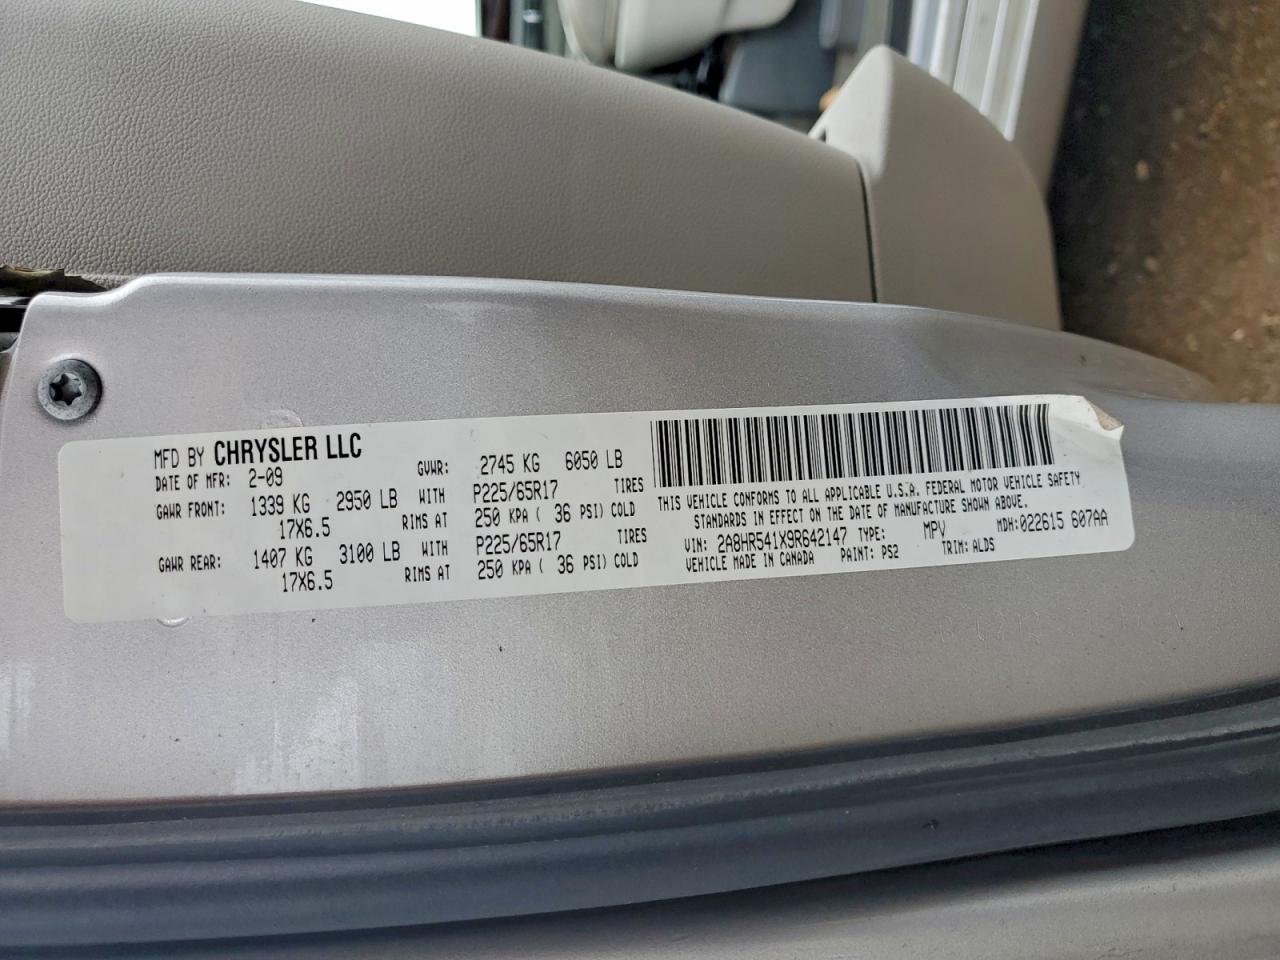 MFD BY CHRYSLER LLC
DATE OF MFR: 2-09 GVWR: 2745 KG 6050 LB
GAWR FRONT: 1339 KG 2950 LB WITH P225/65R17 TIRES
17X6.5 RIMS AT 250 KPA ( 36 PSI) COLD
GAWR REAR: 1407 KG 3100 LB WITH P225/65R17 TIRES
17X6.5 RIMS AT 250 KPA ( 36 PSI) COLD
THIS VEHICLE CONFORMS TO ALL APPLICABLE U.S.A. FEDERAL MOTOR VEHICLE SAFETY
STANDARDS IN EFFECT ON THE DATE OF MANUFACTURE SHOWN ABOVE.
VIN: 2A8HR541X9R642147 TYPE: MPV MDH:022615 607AA
VEHICLE MADE IN CANADA PAINT: PS2 TRIM: ALDS